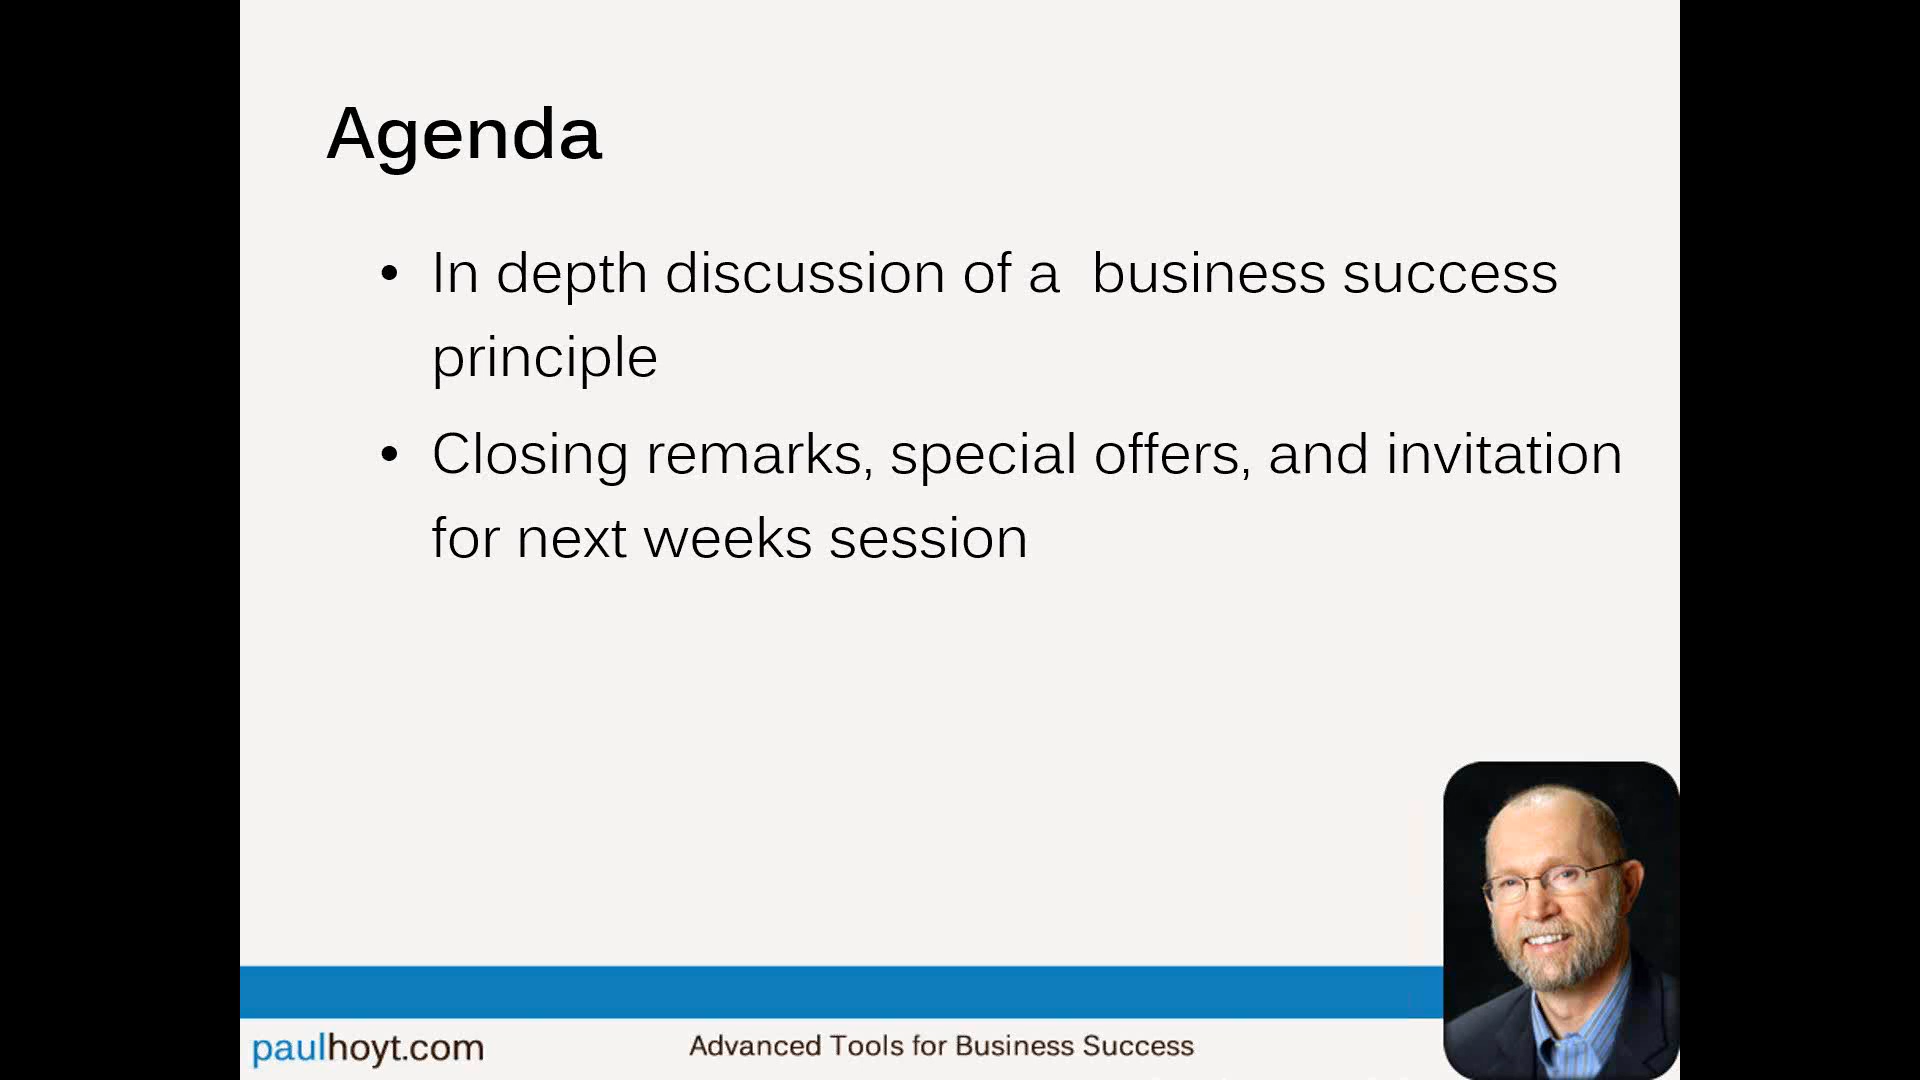 Agenda
• In depth discussion of a  business success
principle
• Closing remarks, special offers, and invitation
for next weeks session
paulhoyt.com
Advanced Tools for Business Success